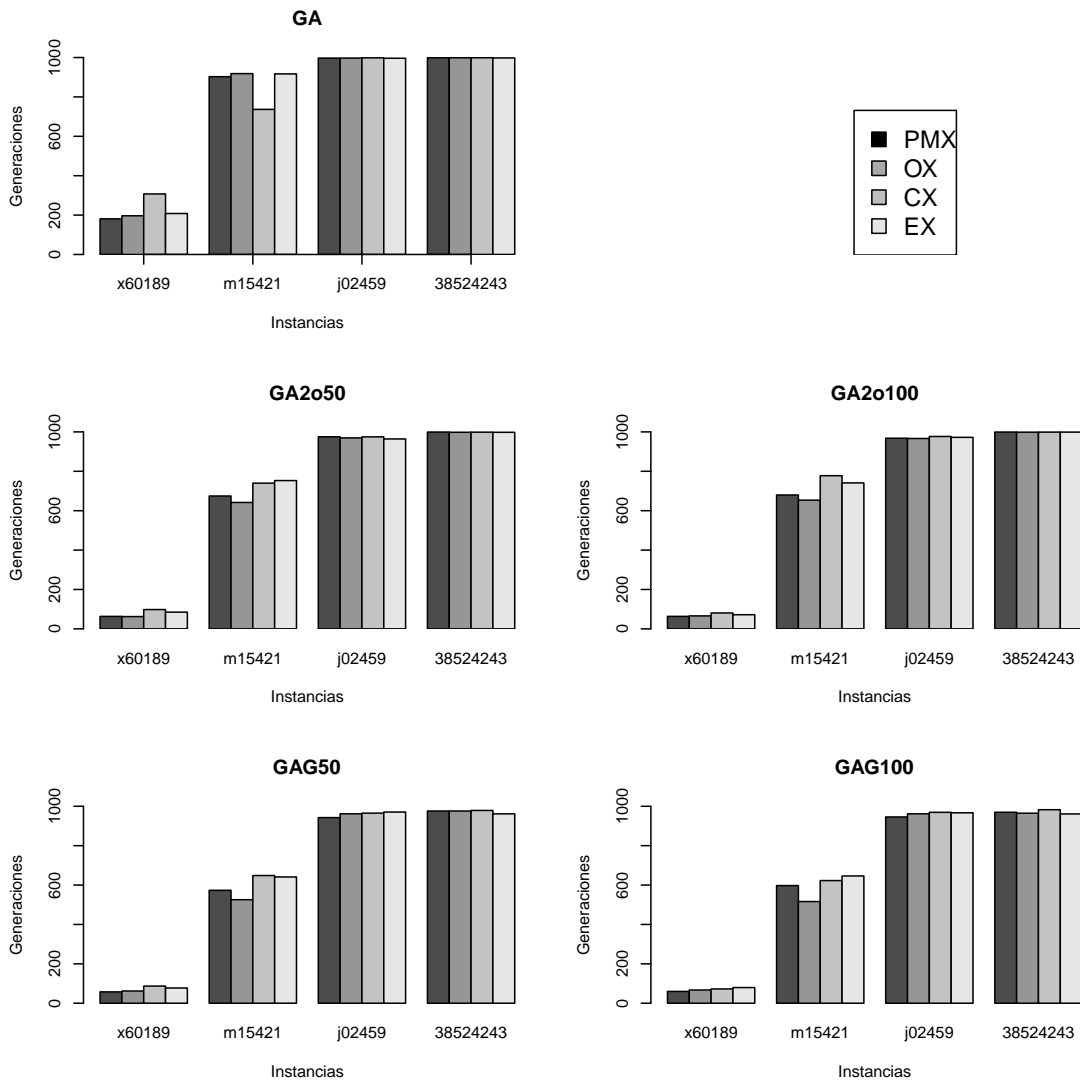 GA
Generaciones
0
200
600
1000
x60189 m15421 j02459 38524243
Instancias
PMX
OX
CX
EX
GA2o50
Generaciones
0
200
600
1000
x60189 m15421 j02459 38524243
Instancias
GA2o100
Generaciones
0
200
600
1000
x60189 m15421 j02459 38524243
Instancias
GAG50
Generaciones
0
200
600
1000
x60189 m15421 j02459 38524243
Instancias
GAG100
Generaciones
0
200
600
1000
x60189 m15421 j02459 38524243
Instancias